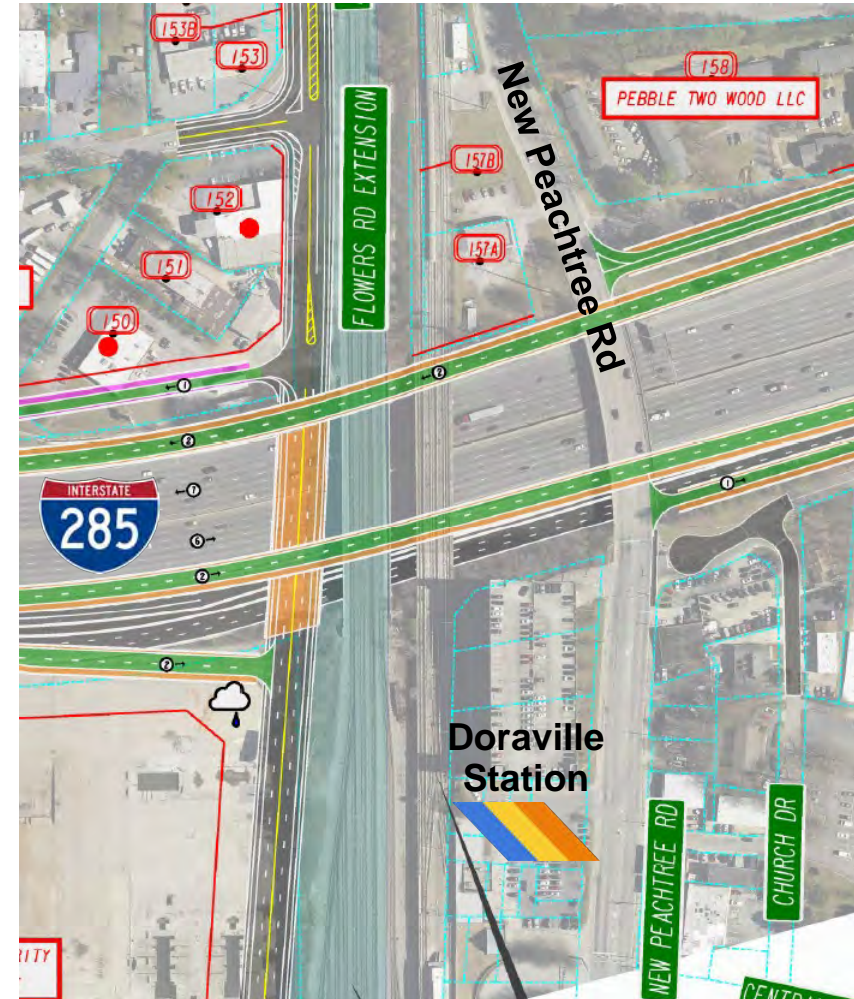 153B
153
158
PEBBLE TWO WOOD LLC
New Peachtree Rd
FLOWERS RD EXTENSION
157B
152
157A
151
150
1
2
2
INTERSTATE
285
7
6
2
1
2
Doraville
Station
NEW PEACHTREE RD
CHURCH DR